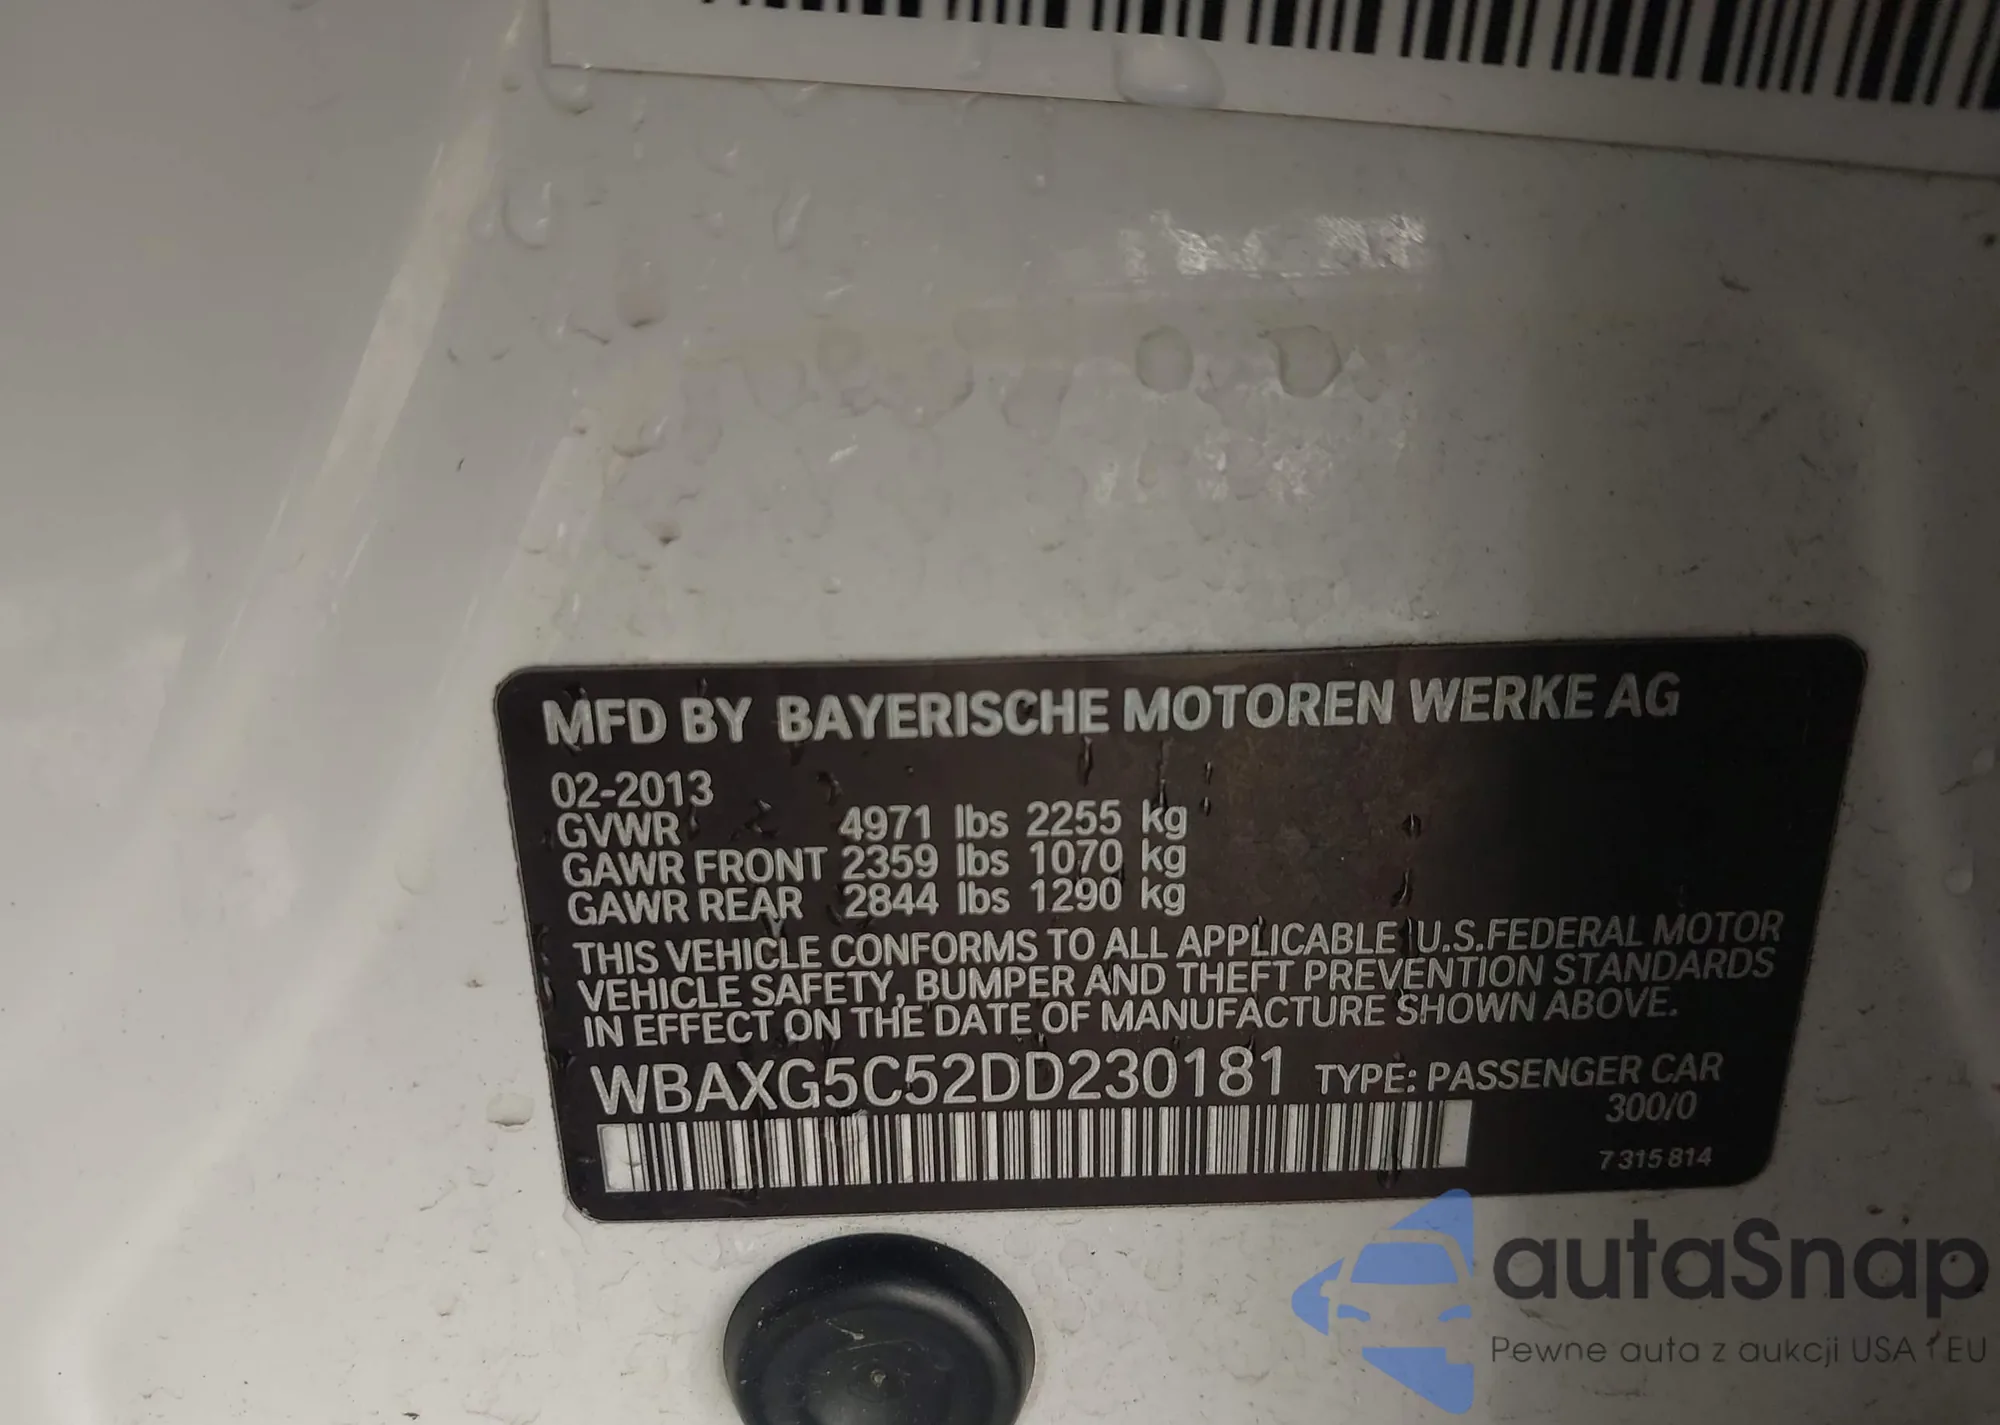 MFD BY BAYERISCHE MOTOREN WERKE AG
02-2013
GVWR 4971 lbs 2255 kg
GAWR FRONT 2359 lbs 1070 kg
GAWR REAR 2844 lbs 1290 kg
THIS VEHICLE CONFORMS TO ALL APPLICABLE U.S.FEDERAL MOTOR
VEHICLE SAFETY, BUMPER AND THEFT PREVENTION STANDARDS
IN EFFECT ON THE DATE OF MANUFACTURE SHOWN ABOVE.
WBAXG5C52DD230181 TYPE: PASSENGER CAR
300/0
7 315 814
autaSnap
Pewne auta z aukcji USA i EU